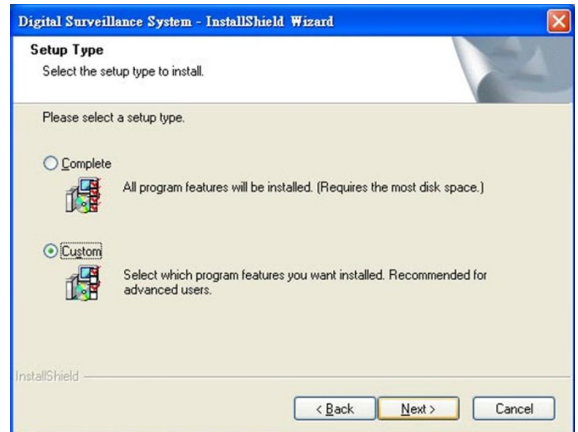 Digital Surveillance System - InstallShield Wizard
Setup Type
Select the setup type to install.
Please select a setup type.
Complete
All program features will be installed. (Requires the most disk space.)
Custom
Select which program features you want installed. Recommended for
advanced users.
InstallShield
< Back
Next >
Cancel